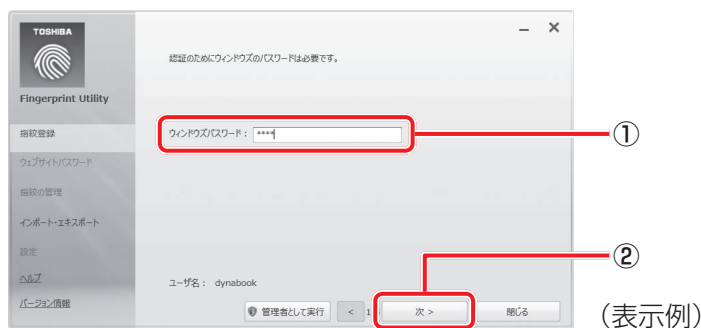 TOSHIBA
Fingerprint Utility
認証のためにウィンドウズのパスワードは必要です。
指紋登録
ウィンドウズパスワード： ****
①
ウェブサイトパスワード
指紋の管理
インポート・エキスポート
設定
②
ヘルプ
ユーザ名： dynabook
バージョン情報
管理者として実行 < 1 次 > 閉じる
（表示例）